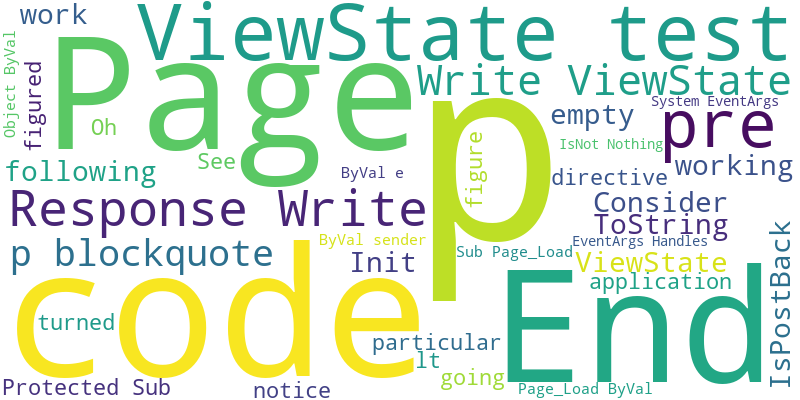 work
ViewState test
Object ByVal
figured
Page
Write ViewState
System EventArgs
Oh
p
empty
pre
See
figure
IsNot Nothing
following
ByVal e
directive
working
Response Write
Consider
ToString
p blockquote
ByVal sender
Sub Page_Load
EventArgs Handles
Init
ViewState
IsPostBack
code
End
application
turned
particular
lt
going
Protected Sub
notice
Page_Load ByVal